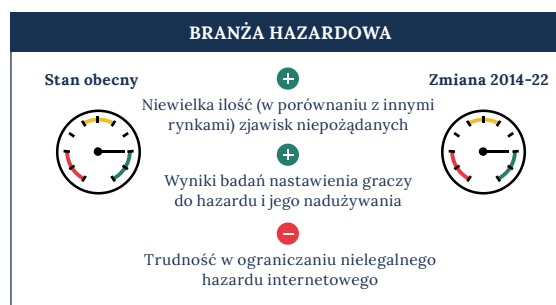 BRANŻA HAZARDOWA
Stan obecny
Zmiana 2014-22
Niewielka ilość (w porównaniu z innymi
rynkami) zjawisk niepożądanych
Wyniki badań nastawienia graczy
do hazardu i jego nadużywania
Trudność w ograniczaniu nielegalnego
hazardu internetowego